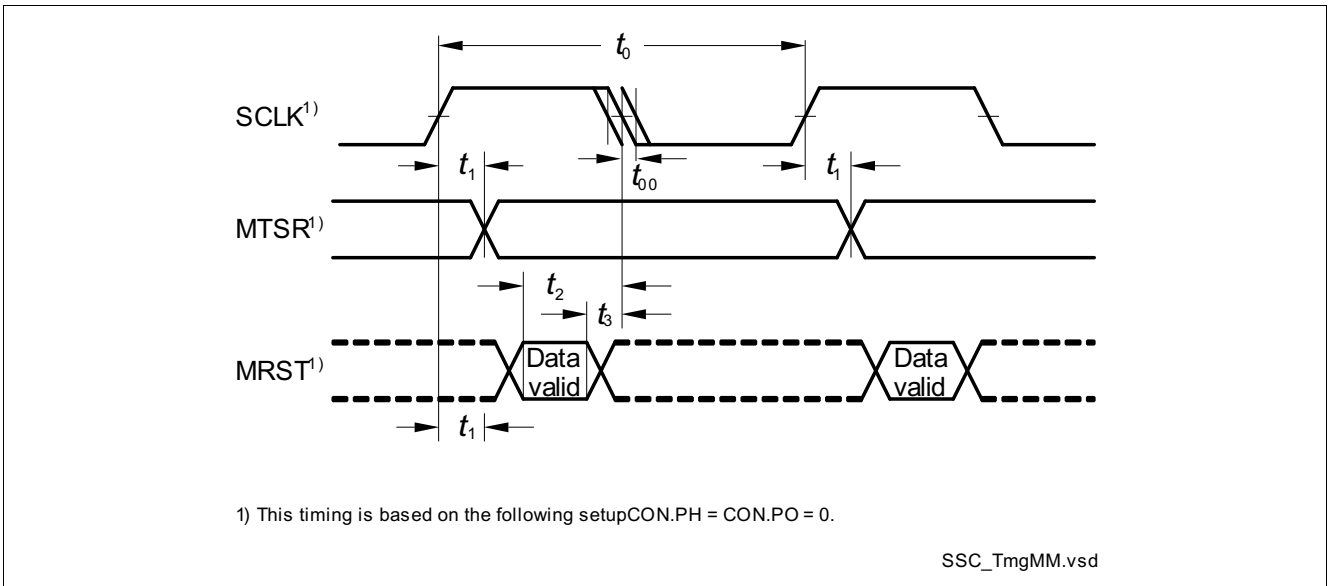 t0
SCLK1)
t1
t00
t1
MTSR1)
t2
t3
MRST1)
Data
valid
Data
valid
t1
1) This timing is based on the following setupCON.PH = CON.PO = 0.
SSC_TmgMM.vsd